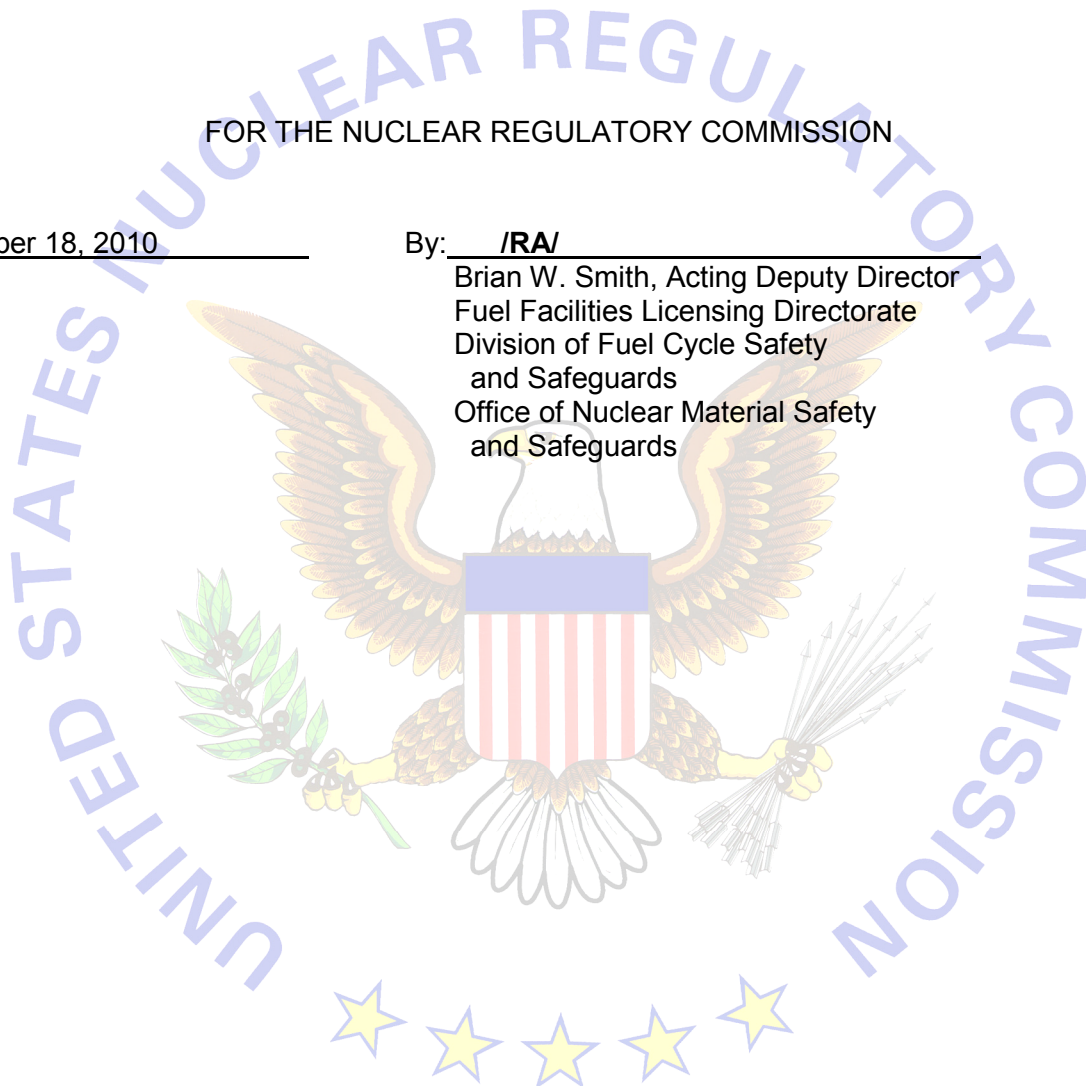 UNITED STATES NUCLEAR REGULATORY COMMISSION
FOR THE NUCLEAR REGULATORY COMMISSION
18, 2010 By: /RA/
Brian W. Smith, Acting Deputy Director
Fuel Facilities Licensing Directorate
Division of Fuel Cycle Safety
and Safeguards
Office of Nuclear Material Safety
and Safeguards